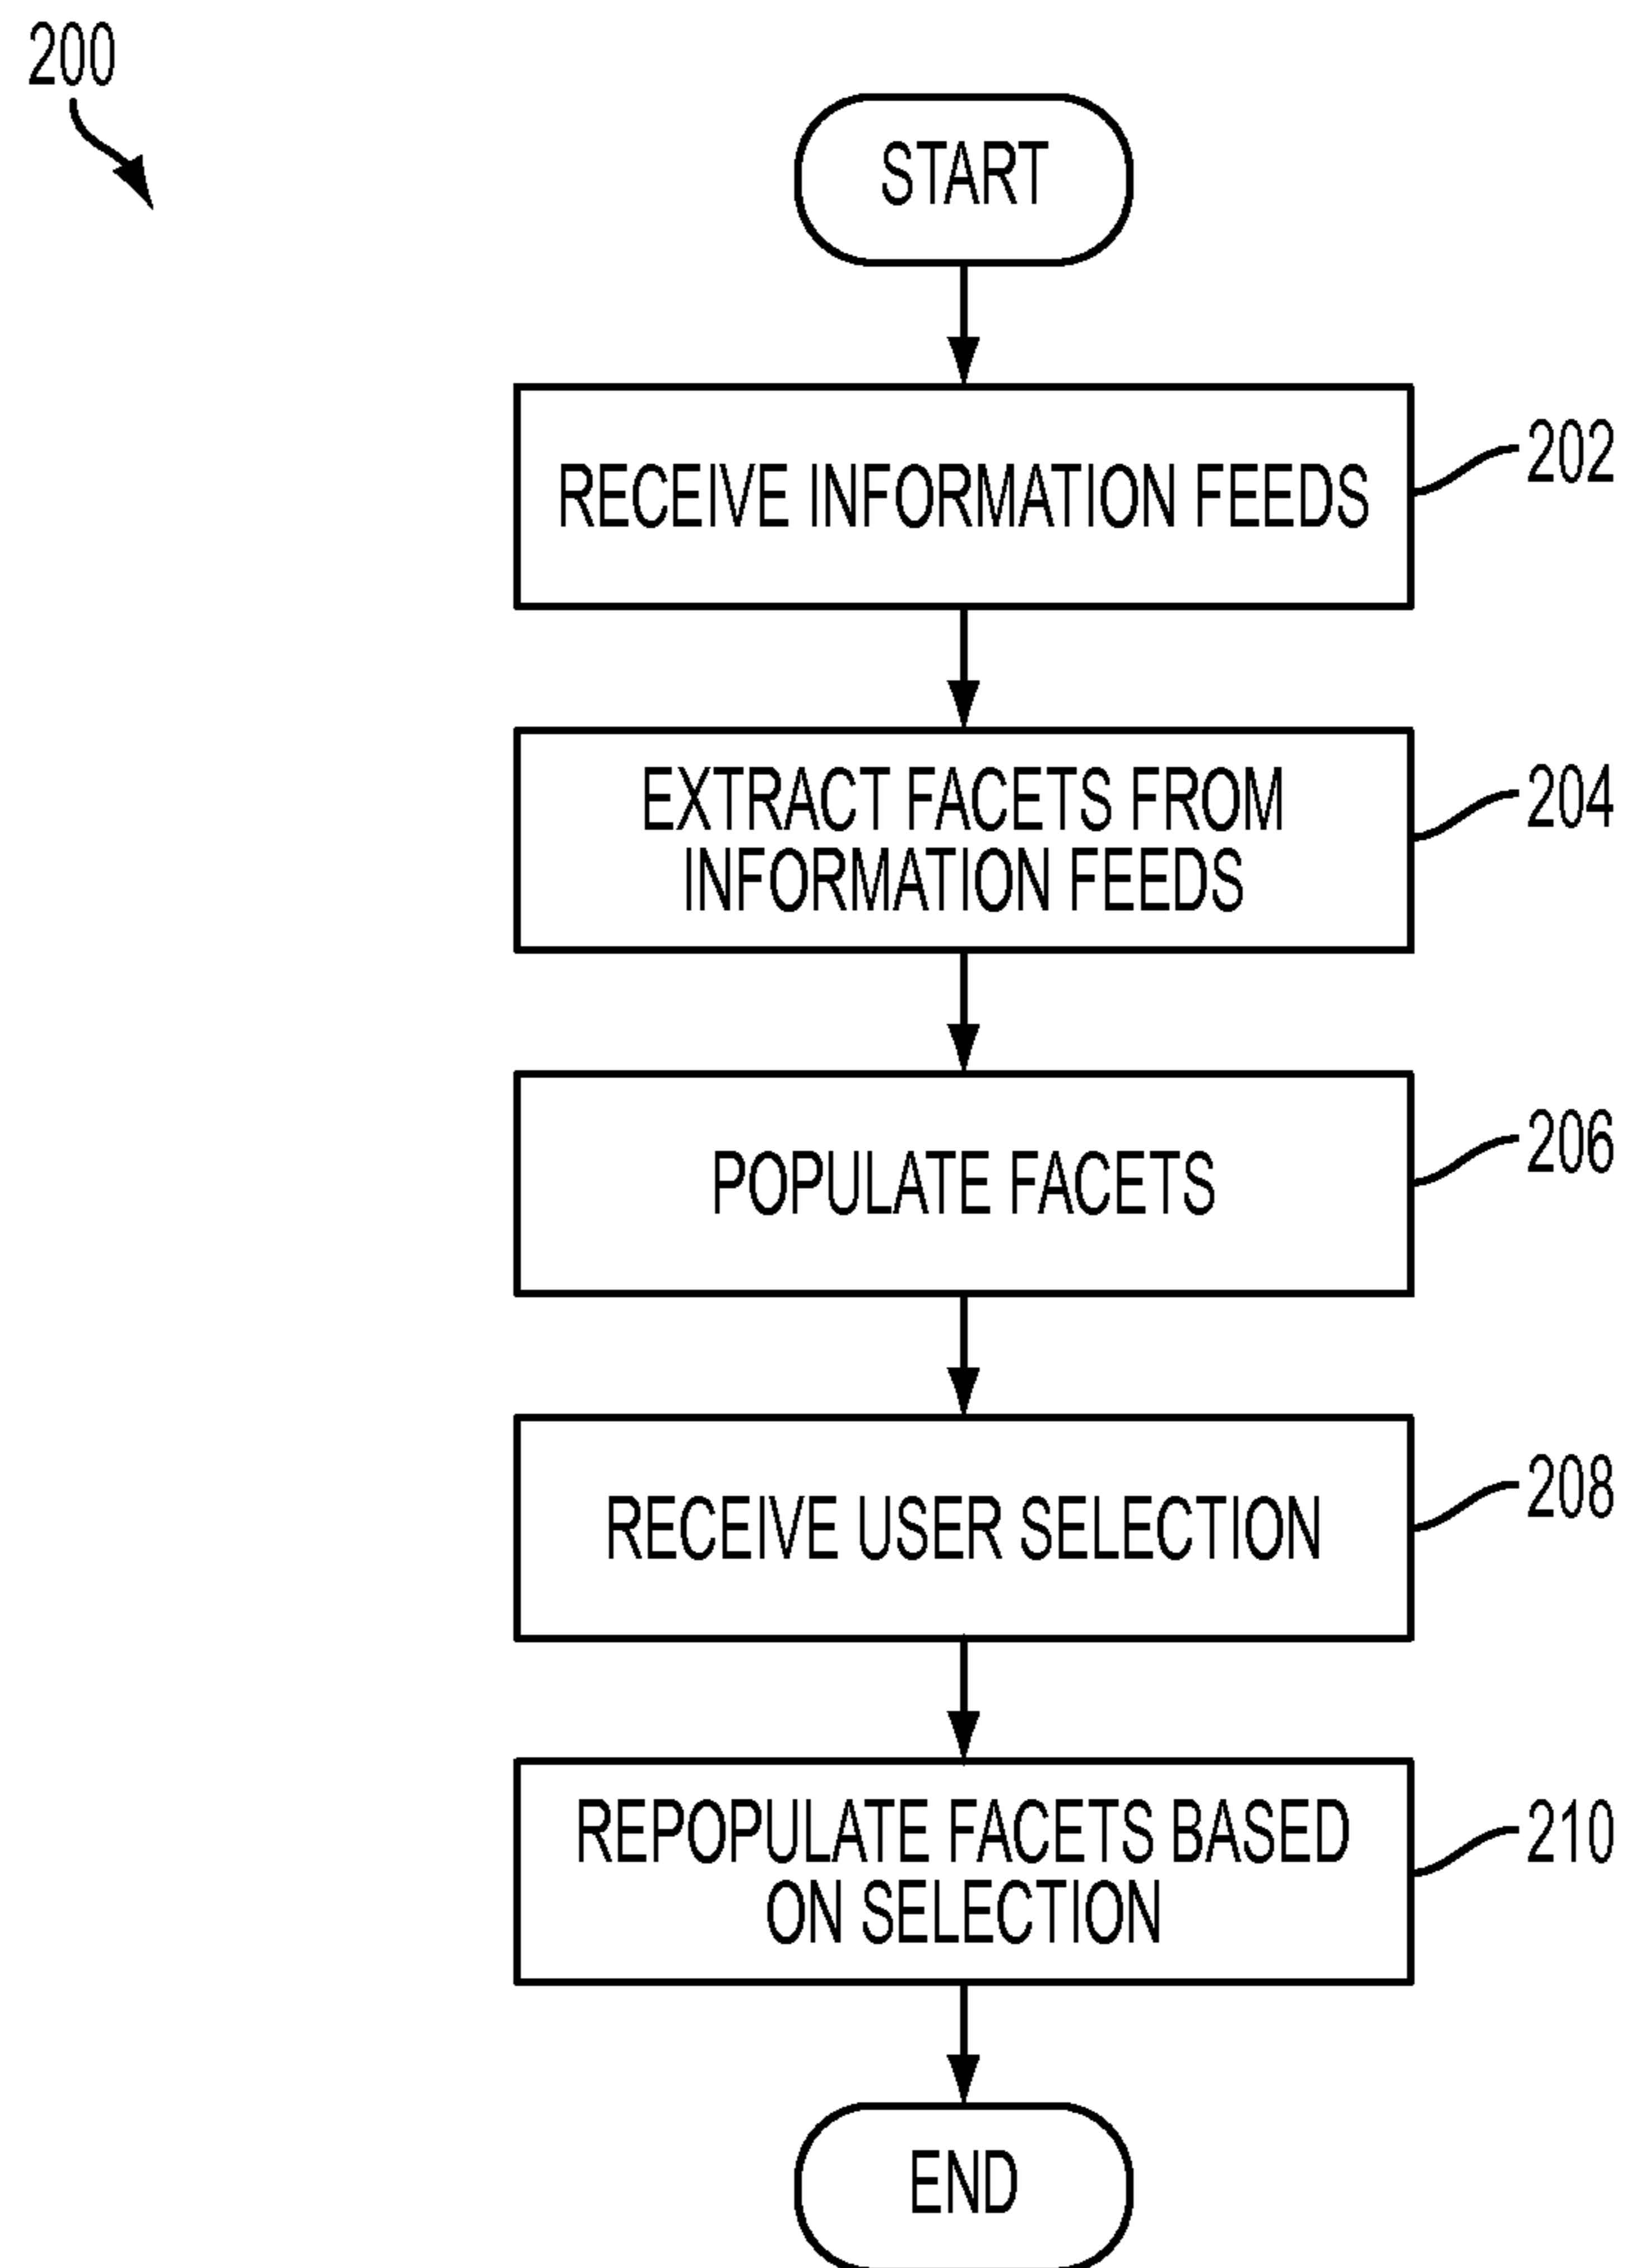 200
START
RECEIVE INFORMATION FEEDS
202
EXTRACT FACETS FROM
INFORMATION FEEDS
204
POPULATE FACETS
206
RECEIVE USER SELECTION
208
REPOPULATE FACETS BASED
ON SELECTION
210
END